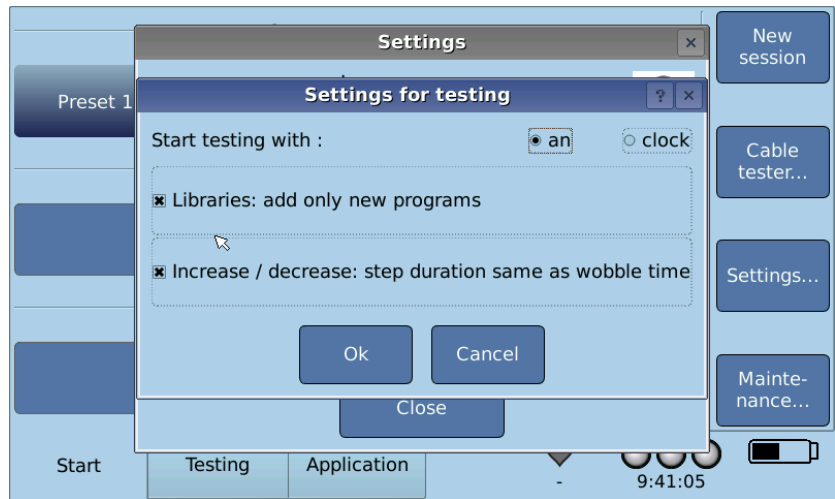 Settings
New
session
Preset 1
Settings for testing
Start testing with :
an
clock
Cable
tester...
Libraries: add only new programs
Increase / decrease: step duration same as wobble time
Settings...
Ok
Cancel
Close
Mainte-
nance...
Start
Testing
Application
-
9:41:05